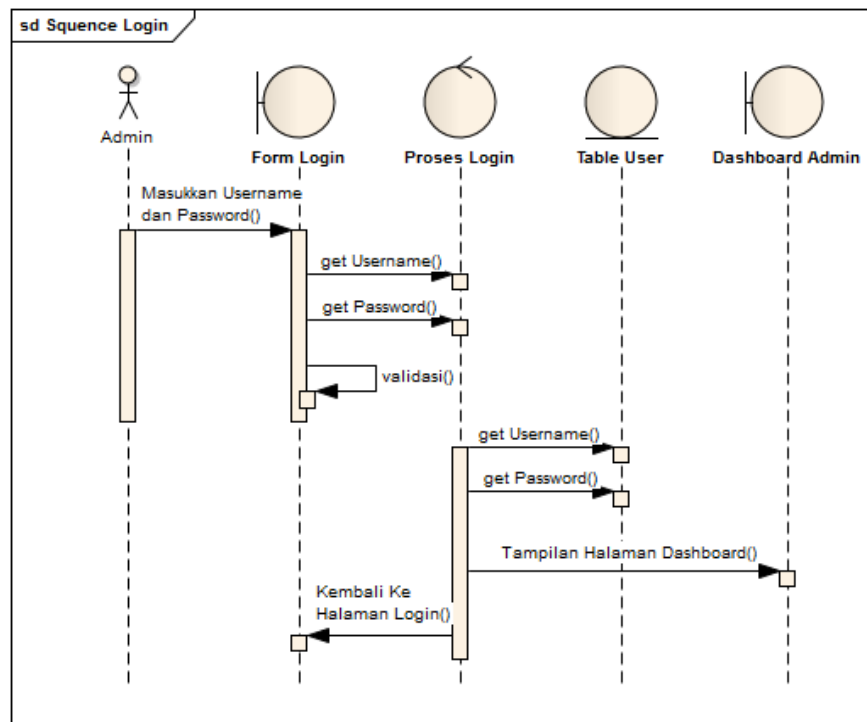 sd Squence Login
Admin
Form Login
Proses Login
Table User
Dashboard Admin
Masukkan Username
dan Password()
get Username()
get Password()
validasi()
get Username()
get Password()
Tampilan Halaman Dashboard()
Kembali Ke
Halaman Login()